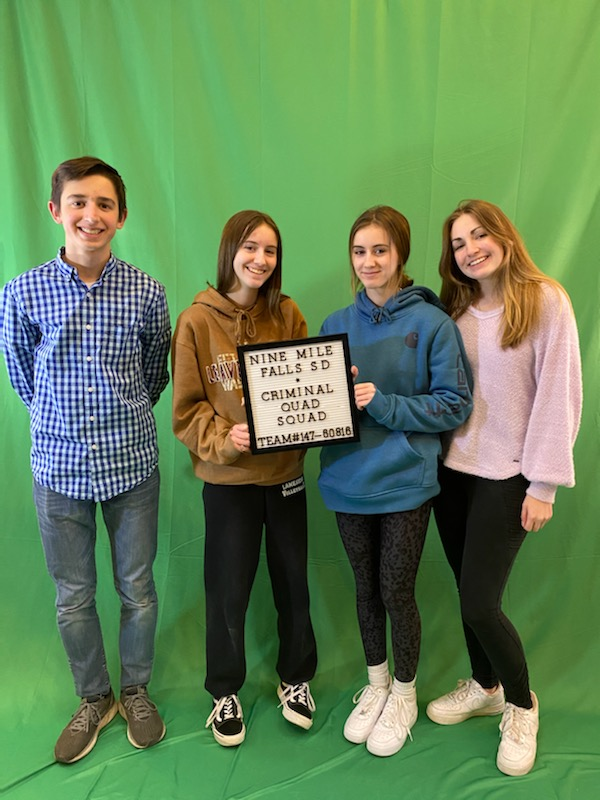 NINE MILE
FALLS SD
•
CRIMINAL
QUAD
SQUAD
TEAM#147-60816